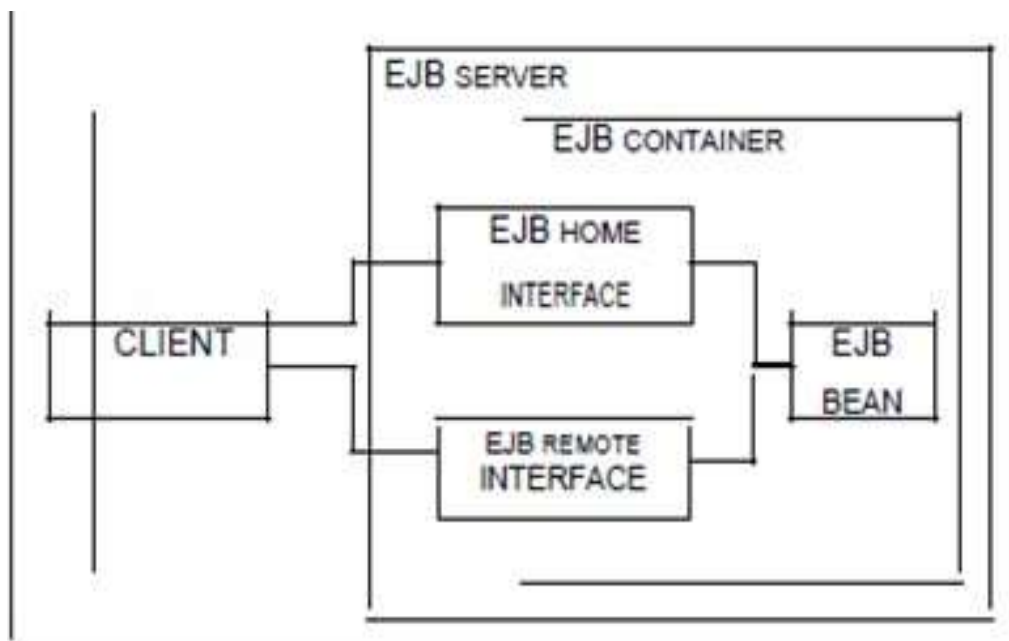 EJB SERVER
EJB CONTAINER
EJB HOME
INTERFACE
CLIENT
EJB
BEAN
EJB REMOTE
INTERFACE